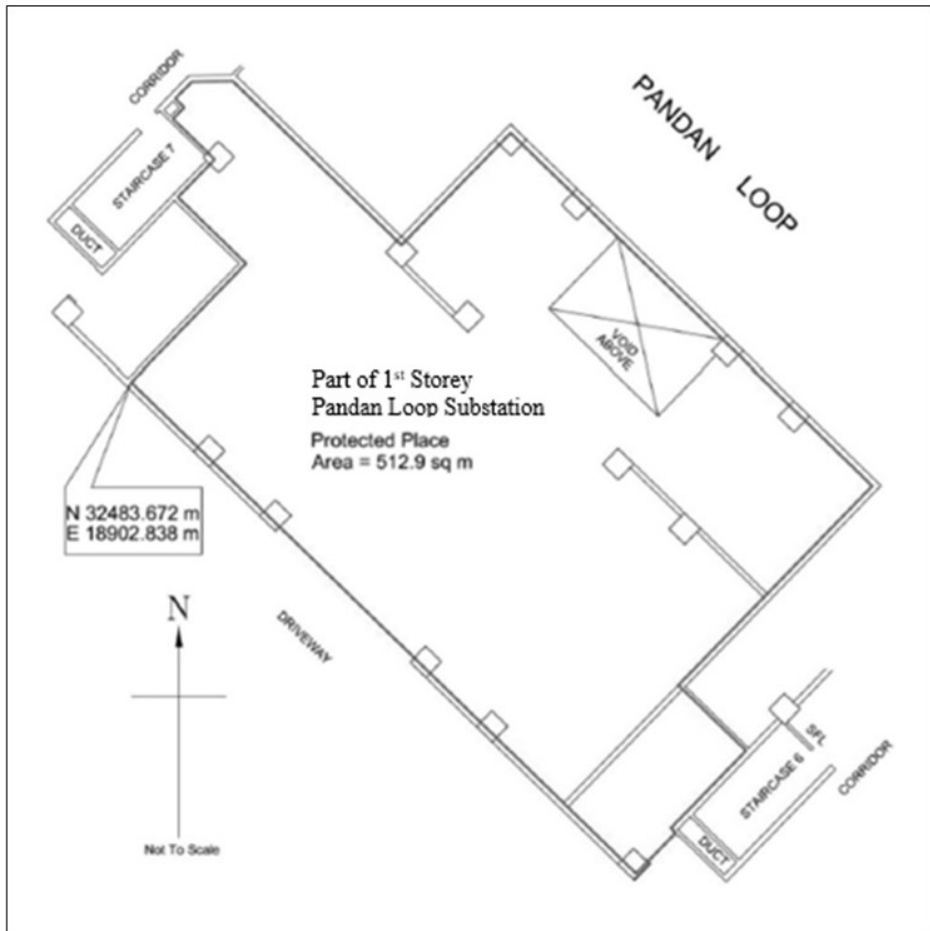 CORRIDOR
PANDAN LOOP
STAIRCASE 7
DUCT
VOID
ABOVE
Part of 1st Storey
Pandan Loop Substation
Protected Place
Area = 512.9 sq m
N 32483.672 m
E 18902.838 m
N
DRIVEWAY
SFL
STAIRCASE 6
CORRIDOR
DUCT
Not To Scale